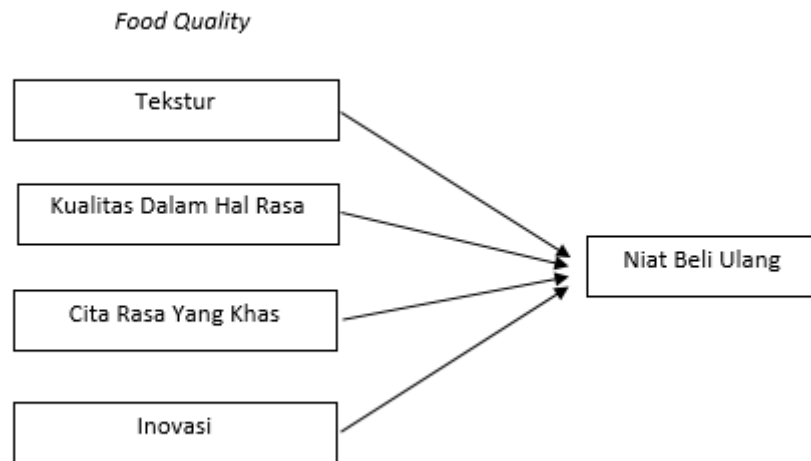 Food Quality
Tekstur
Kualitas Dalam Hal Rasa
Niat Beli Ulang
Cita Rasa Yang Khas
Inovasi